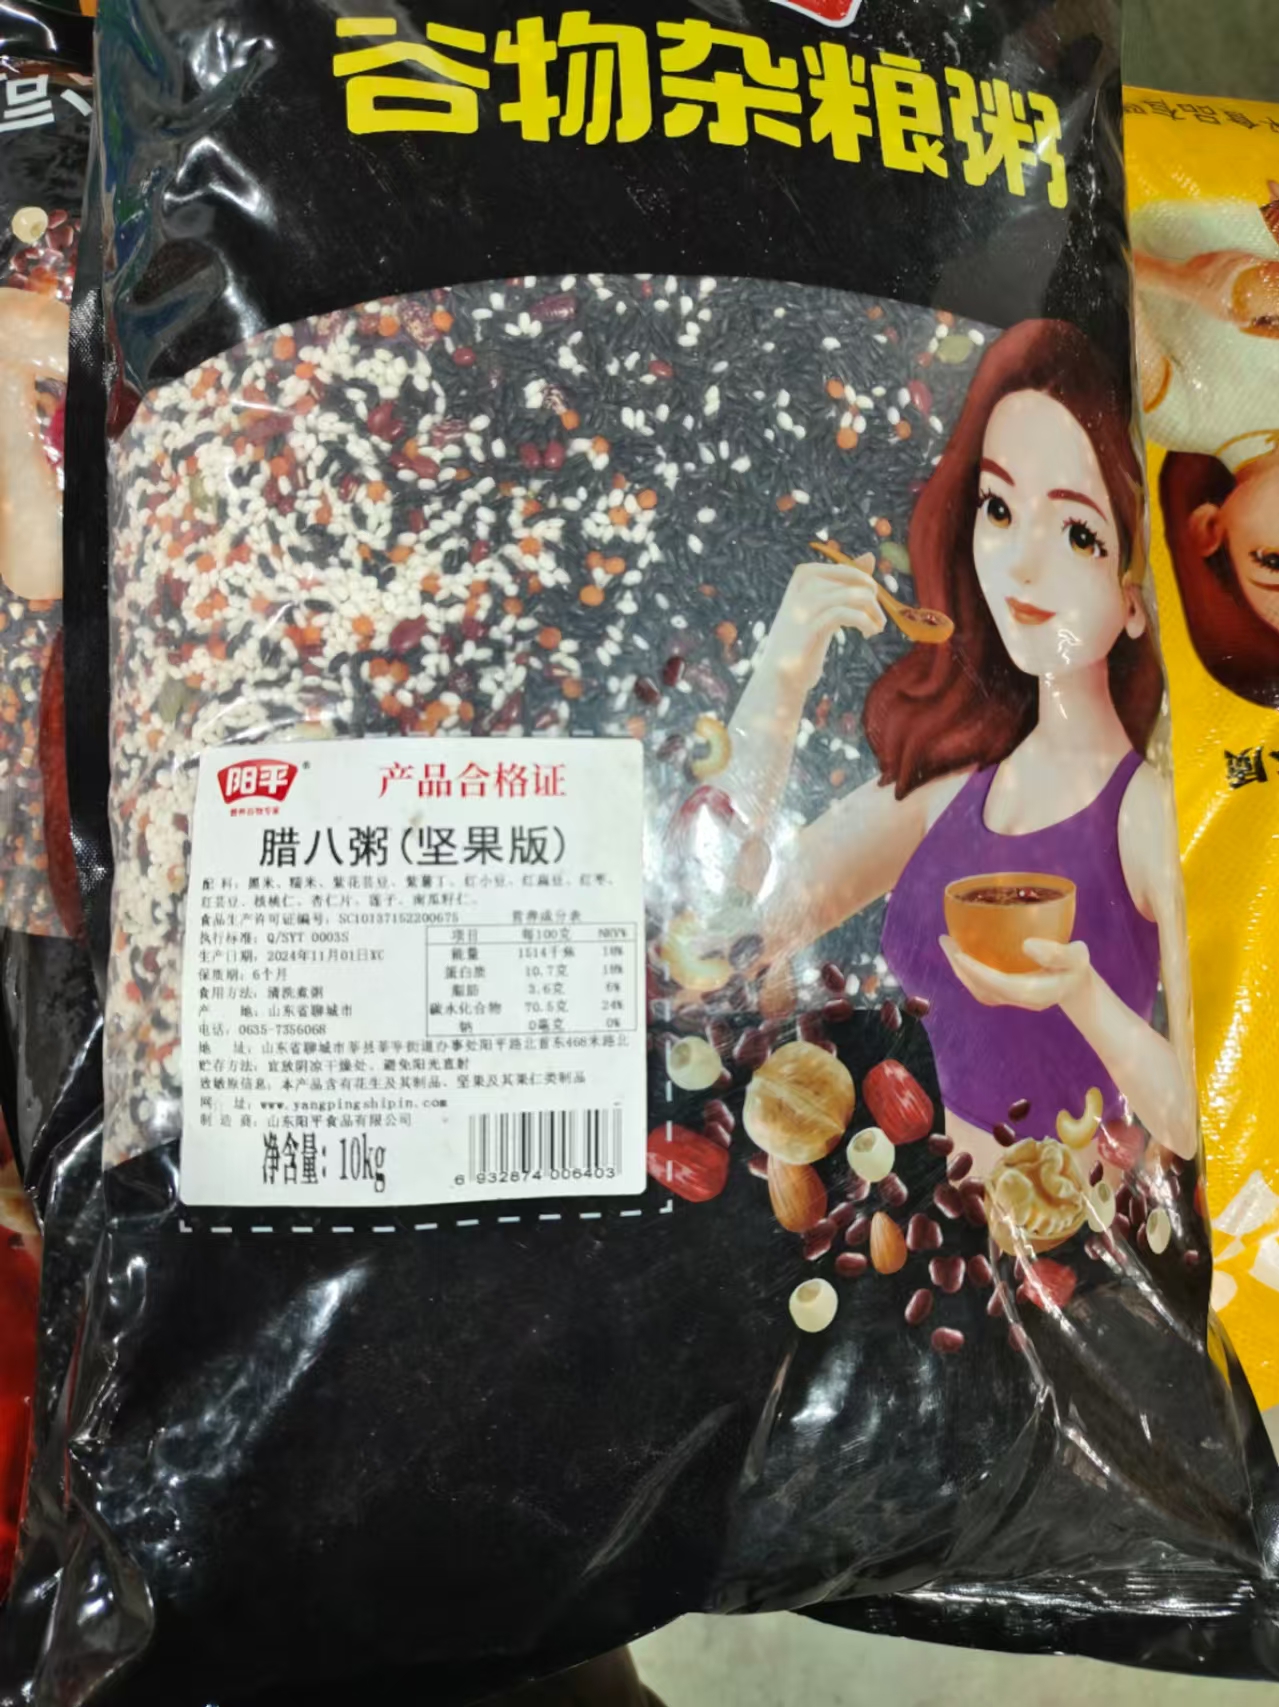 谷物杂粮粥
阳平®
产品合格证
腊八粥(坚果版)
配料: 黑米、糯米、紫花芸豆、紫薯丁、红小豆、红扁豆、红枣、
红芸豆、核桃仁、杏仁片、莲子、南瓜籽仁。
食品生产许可证编号: SC10137152200675
执行标准: Q/SYT 0003S
生产日期: 2024年11月01日XC
保质期: 6个月
食用方法: 清洗煮粥
产 地: 山东省聊城市
电话: 0635-7356068
营养成分表
项目 每100克 NRV%
能量 1514千焦 18%
蛋白质 10.7克 18%
脂肪 3.6克 6%
碳水化合物 70.5克 24%
钠 0毫克 0%
地 址: 山东省聊城市莘县莘亭街道办事处阳平路北首东468米路北
贮存方法: 宜放阴凉干燥处、避免阳光直射
致敏原信息: 本产品含有花生及其制品、坚果及其果仁类制品
网 址: www.yangpingshipin.com
制造商: 山东阳平食品有限公司
净含量: 10kg
6 932874 006403